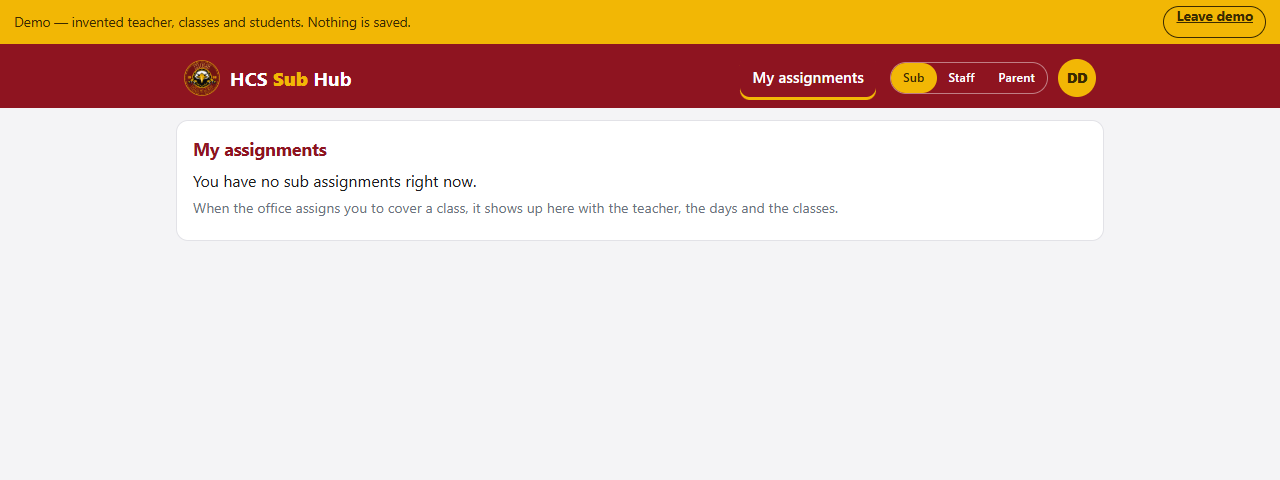 Demo — invented teacher, classes and students. Nothing is saved.
Leave demo
HCS Sub Hub
My assignments
Sub
Staff
Parent
DD
My assignments
You have no sub assignments right now.
When the office assigns you to cover a class, it shows up here with the teacher, the days and the classes.